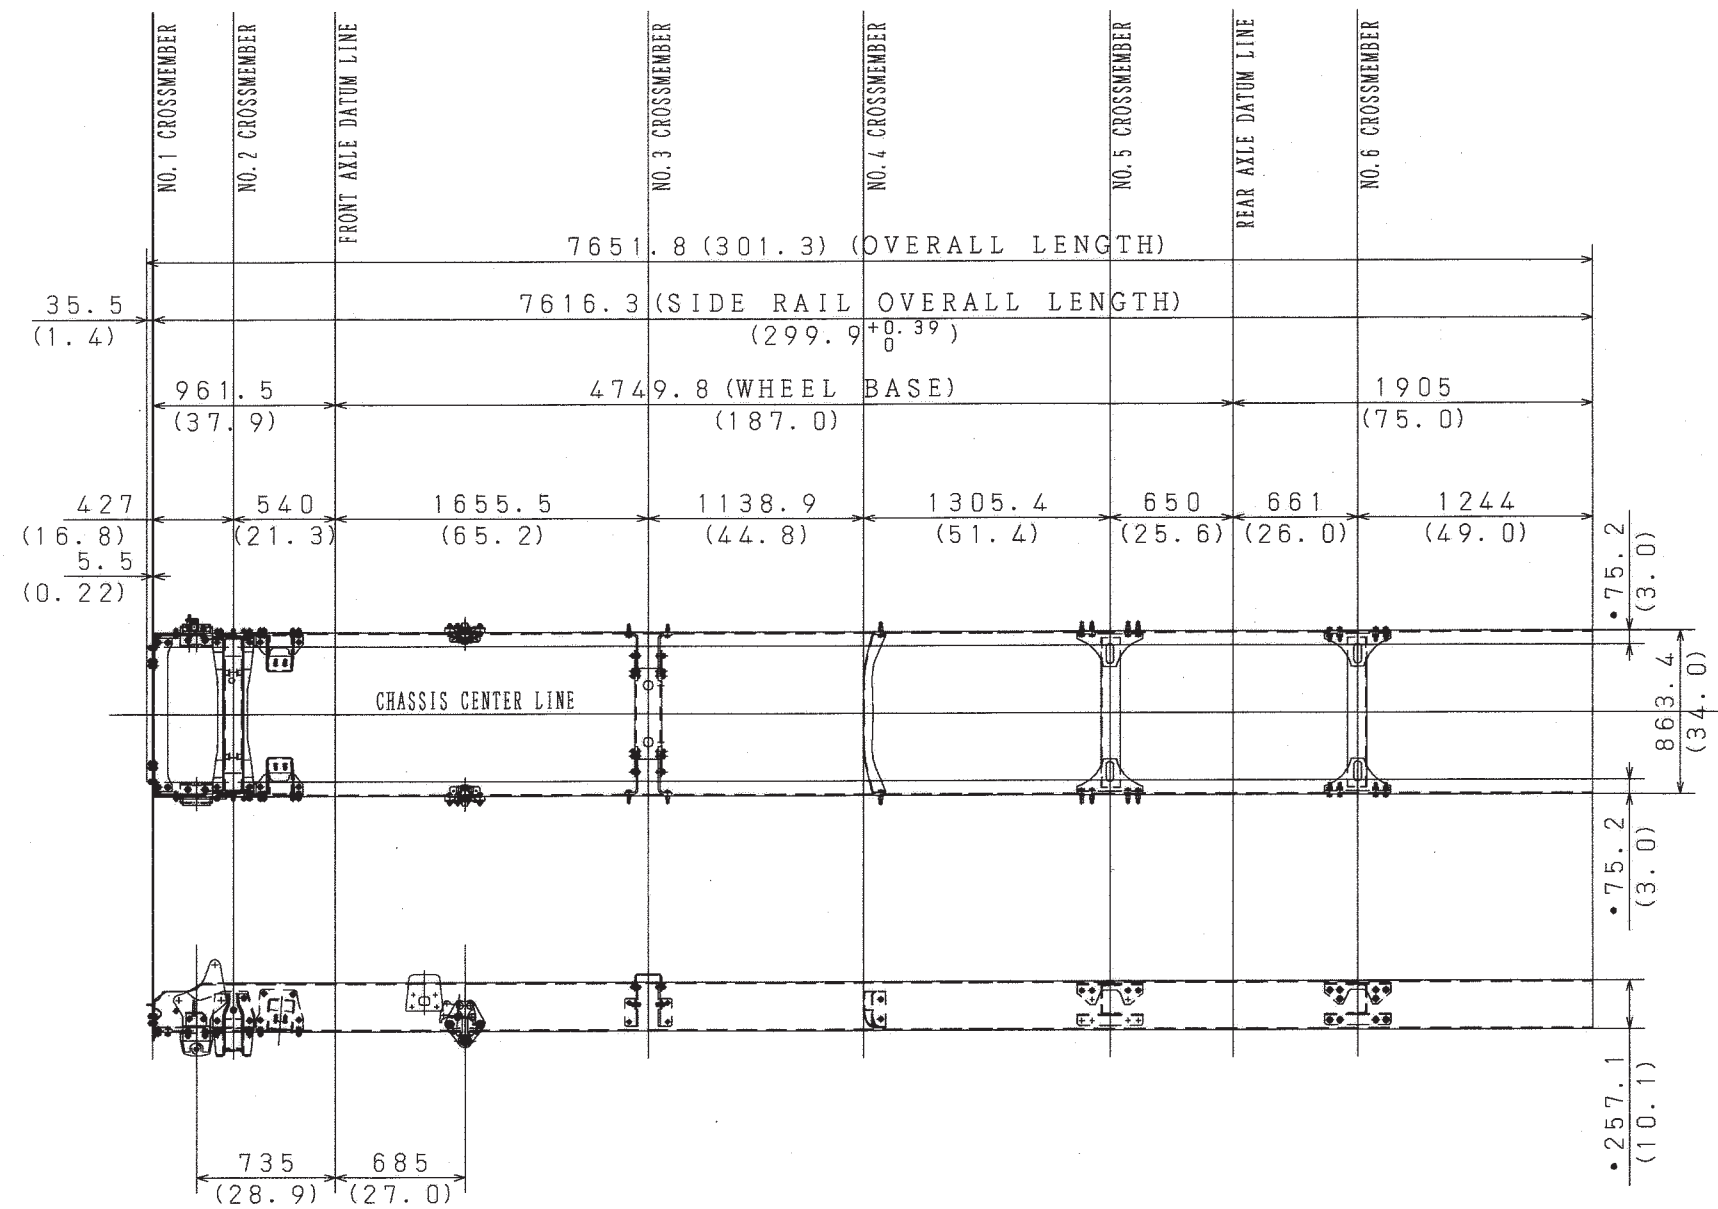 NO.1 CROSSMEMBER
NO.2 CROSSMEMBER
FRONT AXLE DATUM LINE
NO.3 CROSSMEMBER
NO.4 CROSSMEMBER
NO.5 CROSSMEMBER
REAR AXLE DATUM LINE
NO.6 CROSSMEMBER
7651.8 (301.3) (OVERALL LENGTH)
35.5
(1.4)
7616.3 (SIDE RAIL OVERALL LENGTH)
(299.9 +0.39 0)
961.5
(37.9)
4749.8 (WHEEL BASE)
(187.0)
1905
(75.0)
427
(16.8)
540
(21.3)
1655.5
(65.2)
1138.9
(44.8)
1305.4
(51.4)
650
(25.6)
661
(26.0)
1244
(49.0)
5.5
(0.22)
•75.2
(3.0)
CHASSIS CENTER LINE
863.4
(34.0)
•75.2
(3.0)
•257.1
(10.1)
735
(28.9)
685
(27.0)